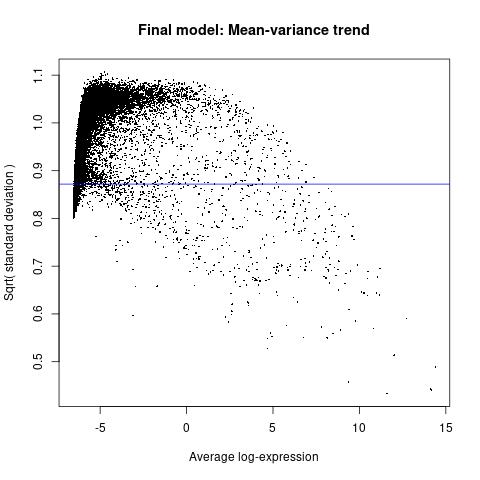 Final model: Mean-variance trend
Sqrt( standard deviation )
1.1
1.0
0.9
0.8
0.7
0.6
0.5
-5 0 5 10 15
Average log-expression